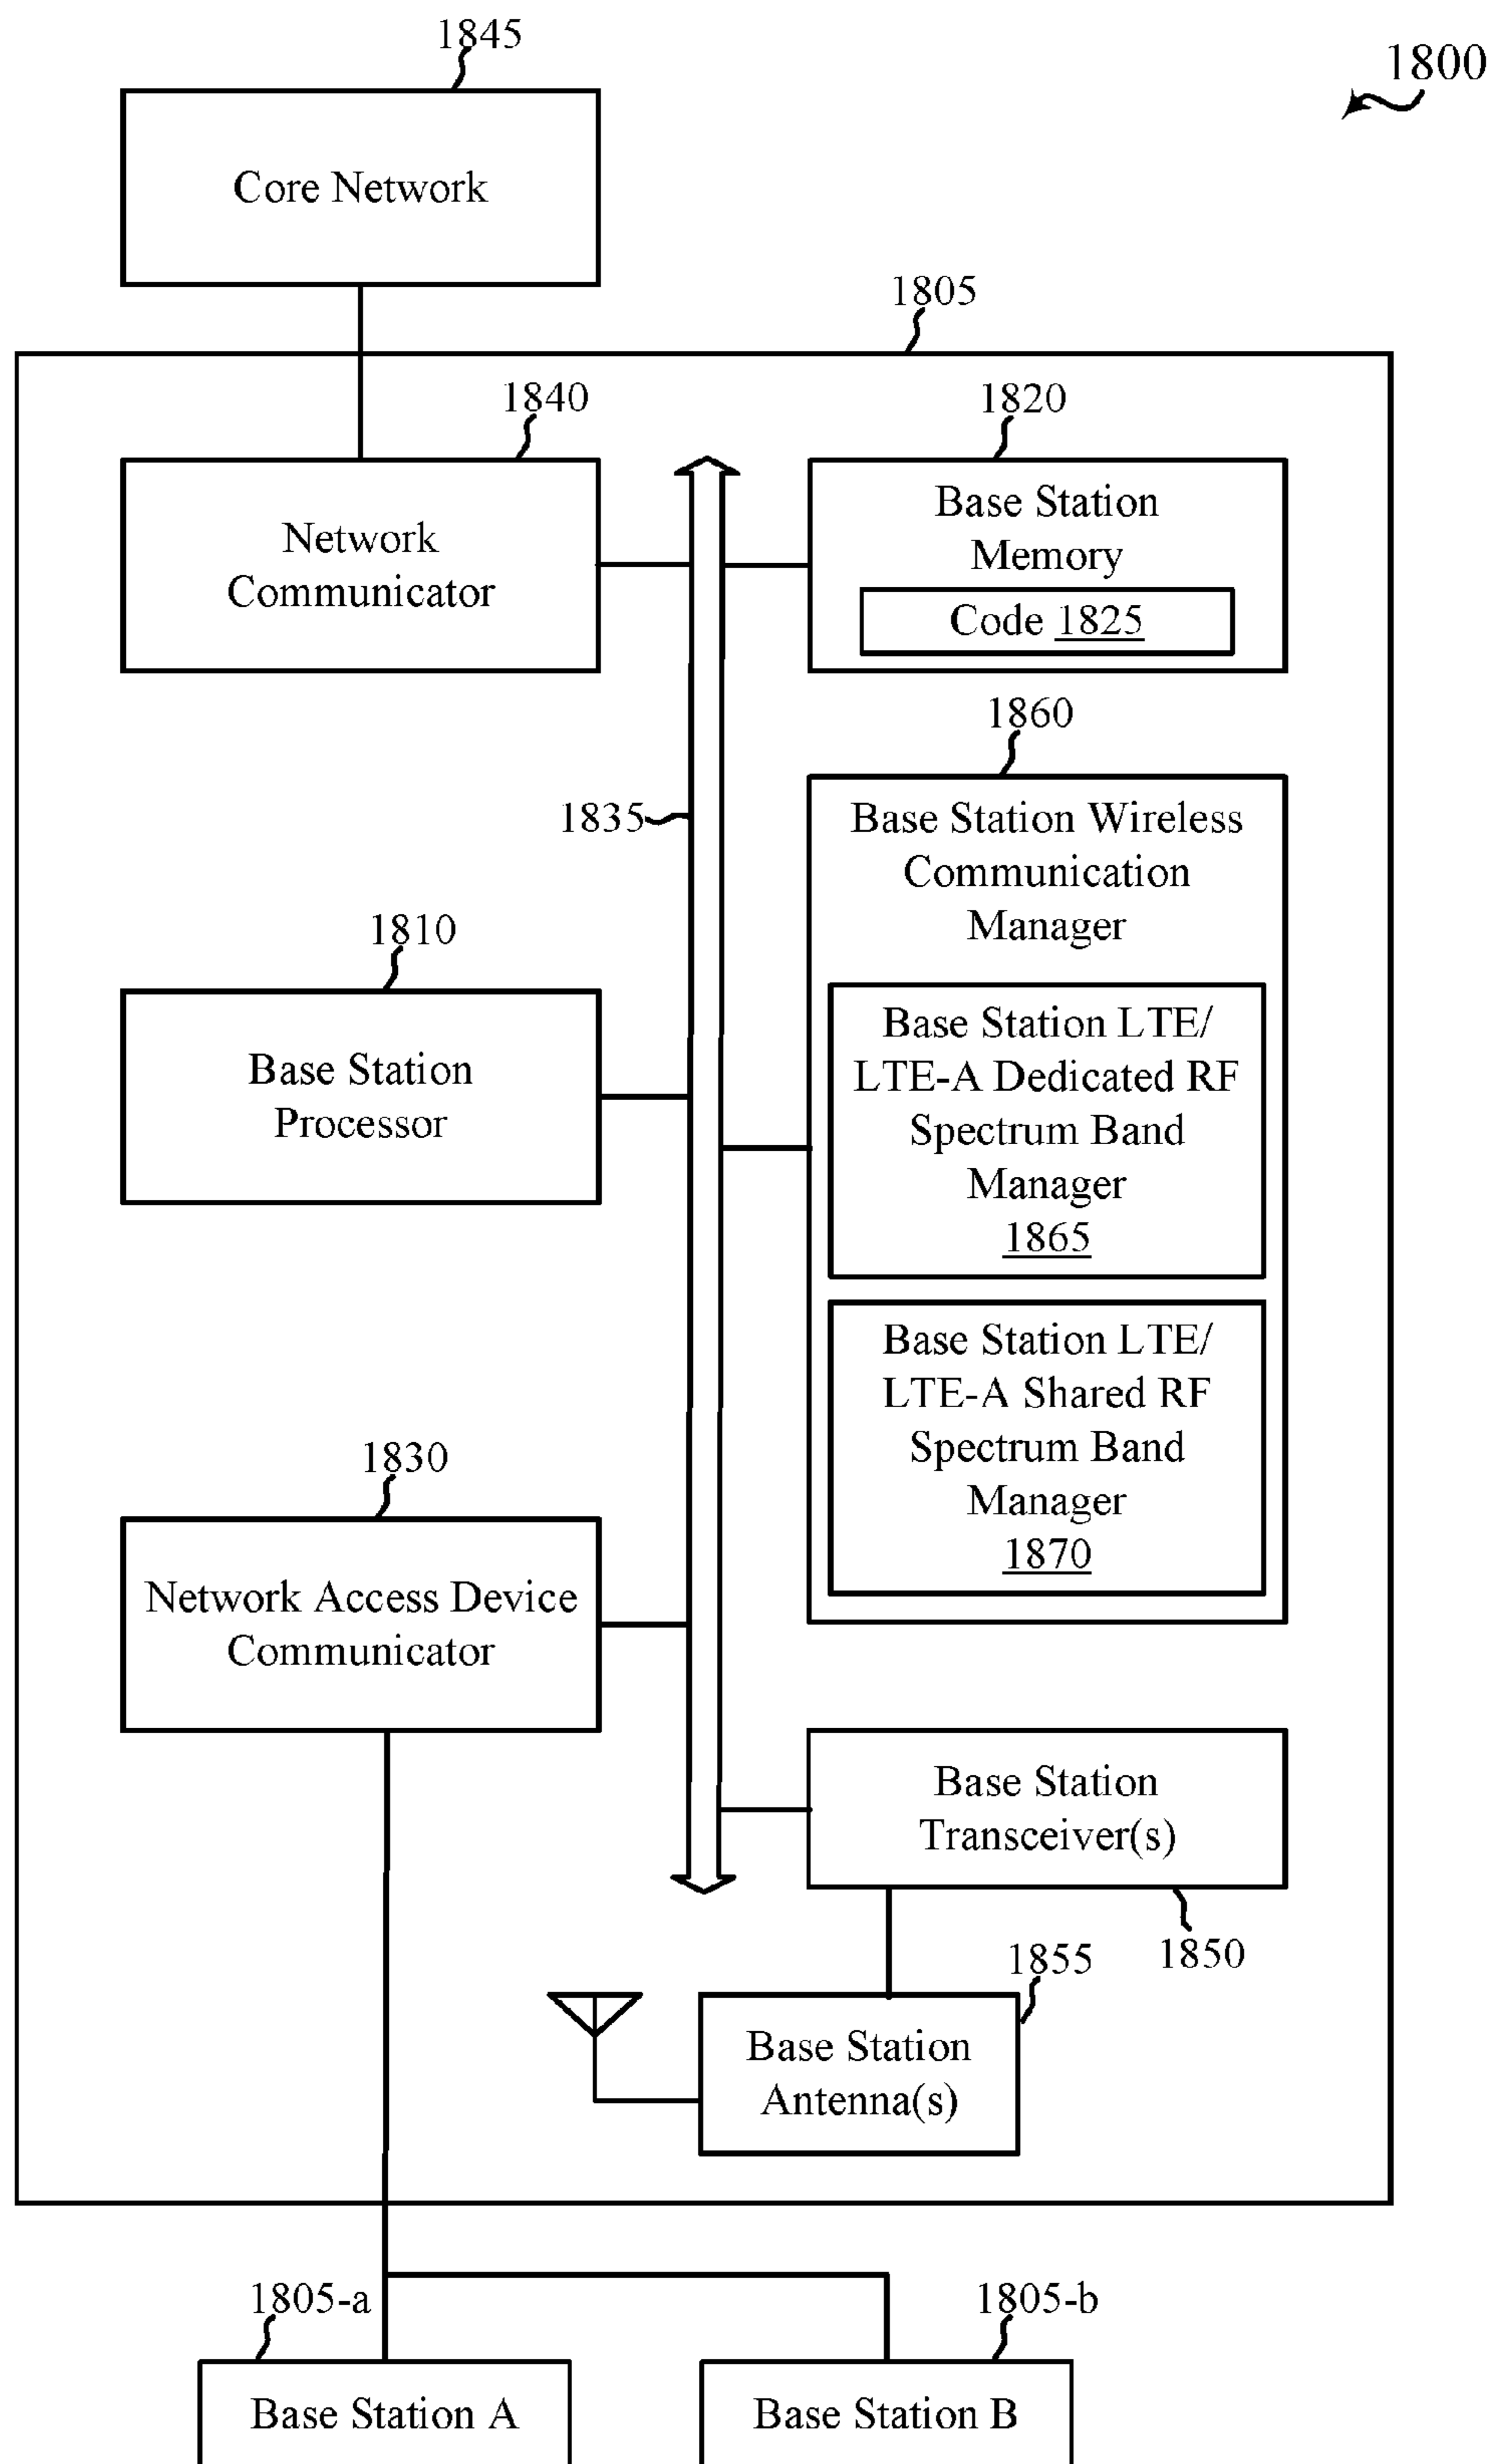 1845
1800
Core Network
1805
1840
1820
Network
Communicator
Base Station
Memory
Code 1825
1860
1835
Base Station Wireless
Communication
Manager
1810
Base Station
Processor
Base Station LTE/
LTE-A Dedicated RF
Spectrum Band
Manager
1865
Base Station LTE/
LTE-A Shared RF
Spectrum Band
Manager
1870
1830
Network Access Device
Communicator
Base Station
Transceiver(s)
1850
1855
Base Station
Antenna(s)
1805-a
1805-b
Base Station A
Base Station B